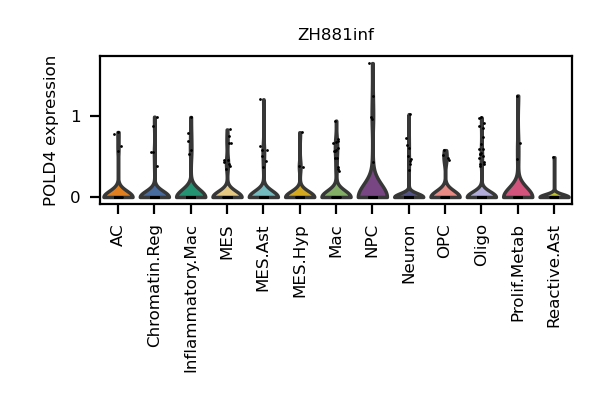 ZH881inf
POLD4 expression
1
0
AC
Chromatin.Reg
Inflammatory.Mac
MES
MES.Ast
MES.Hyp
Mac
NPC
Neuron
OPC
Oligo
Prolif.Metab
Reactive.Ast